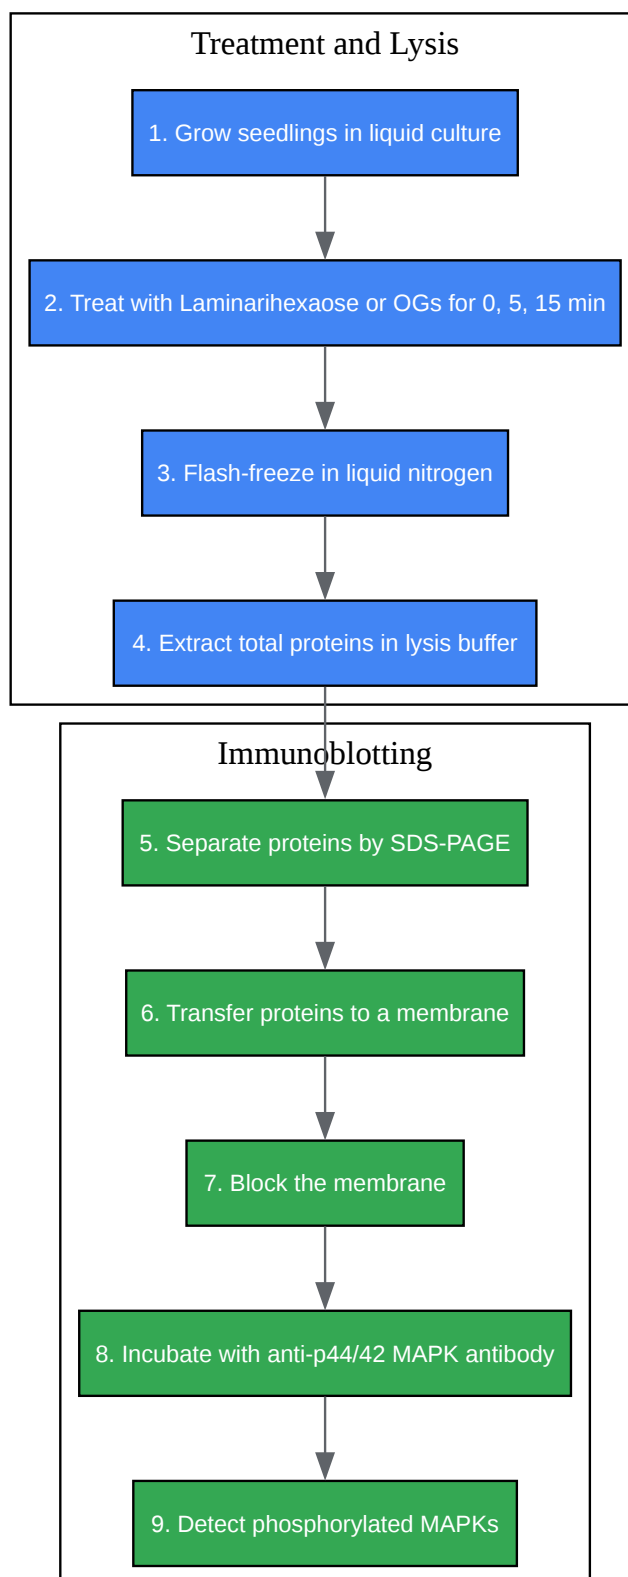 Treatment and Lysis
1. Grow seedlings in liquid culture
2. Treat with Laminarihexaose or OGs for 0, 5, 15 min
3. Flash-freeze in liquid nitrogen
4. Extract total proteins in lysis buffer
Immunoblotting
5. Separate proteins by SDS-PAGE
6. Transfer proteins to a membrane
7. Block the membrane
8. Incubate with anti-p44/42 MAPK antibody
9. Detect phosphorylated MAPKs